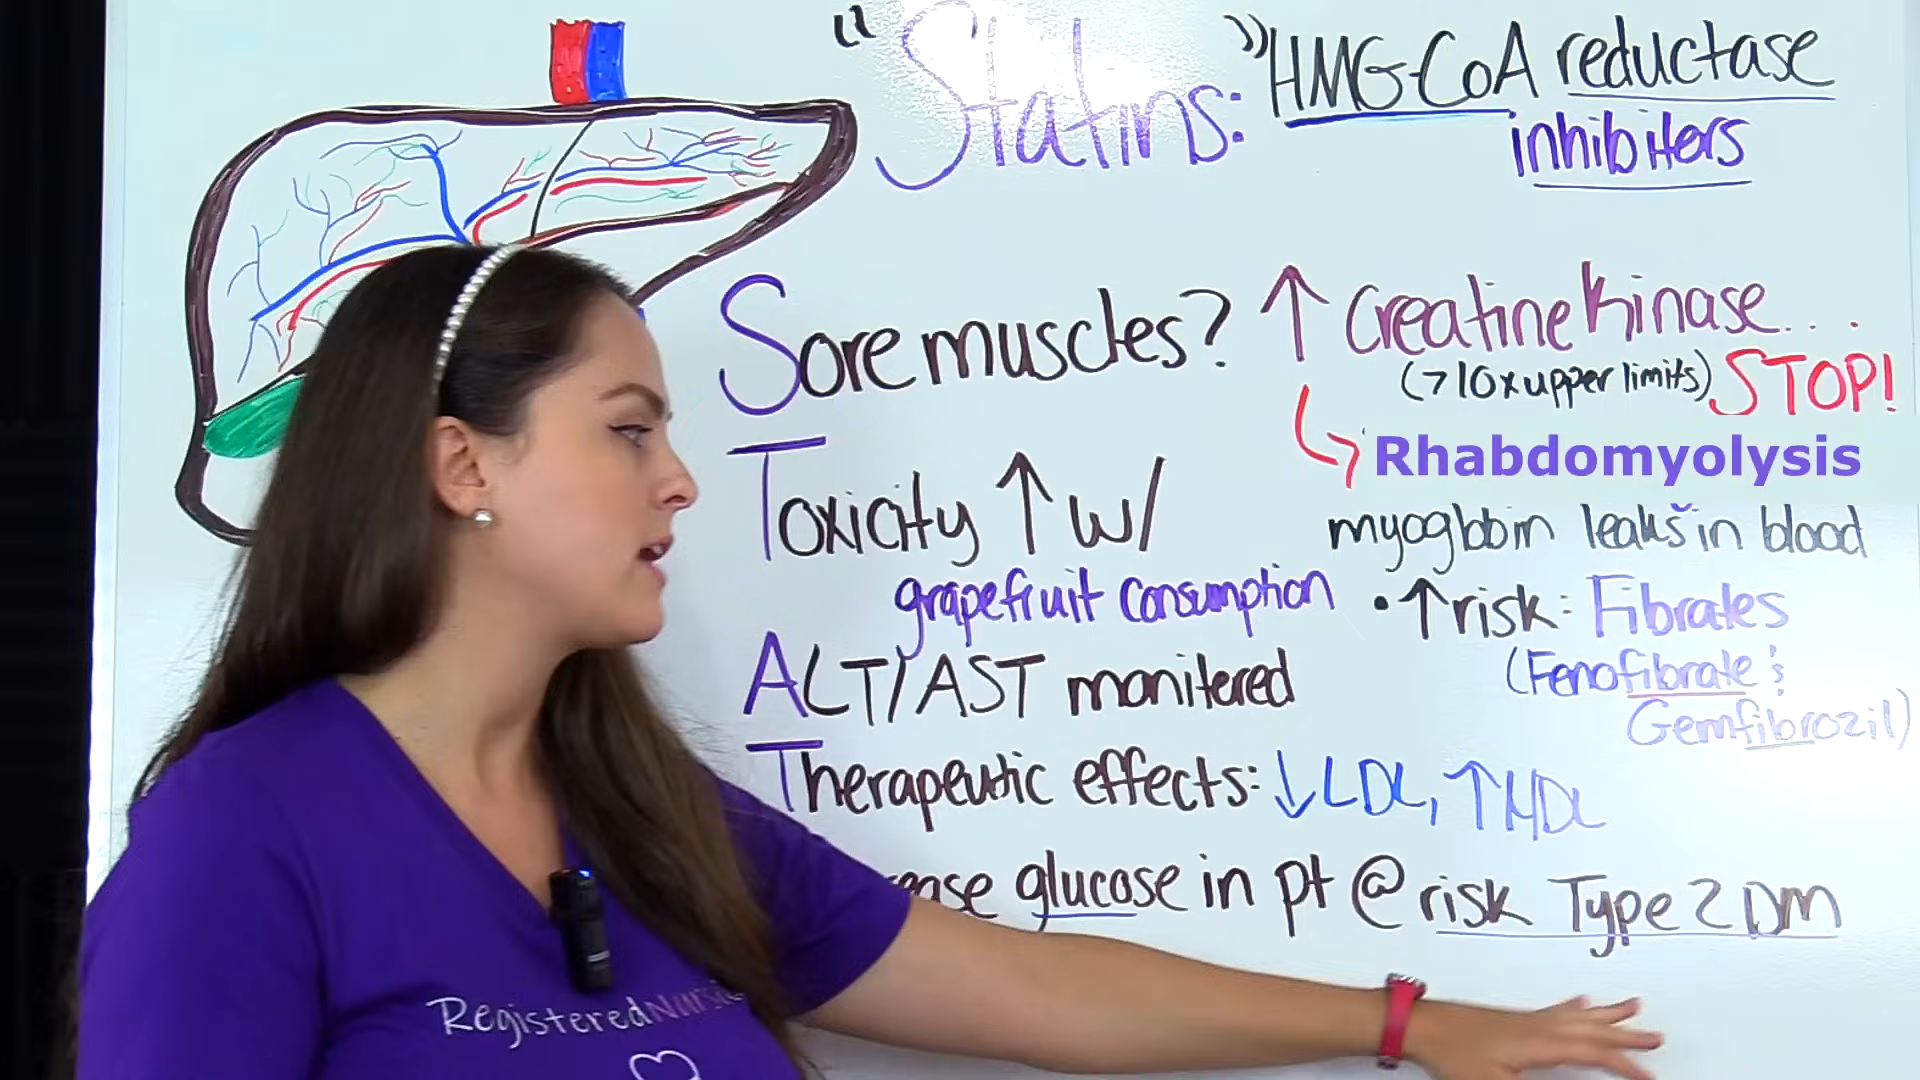 "Statins:" HMG-CoA reductase
inhibiters
Sore muscles? ↑ Creatine Kinase...
(>10x upper limits) STOP!
Rhabdomyolysis
Toxicity ↑ w/
grapefruit consumption
myoglobin leaks in blood
• ↑ risk: Fibrates
(Fenofibrate &
Gemfibrozil)
ALT/AST monitered
Therapeutic effects: ↓ LDL, ↑ HDL
glucose in pt @ risk Type 2 DM
Registered